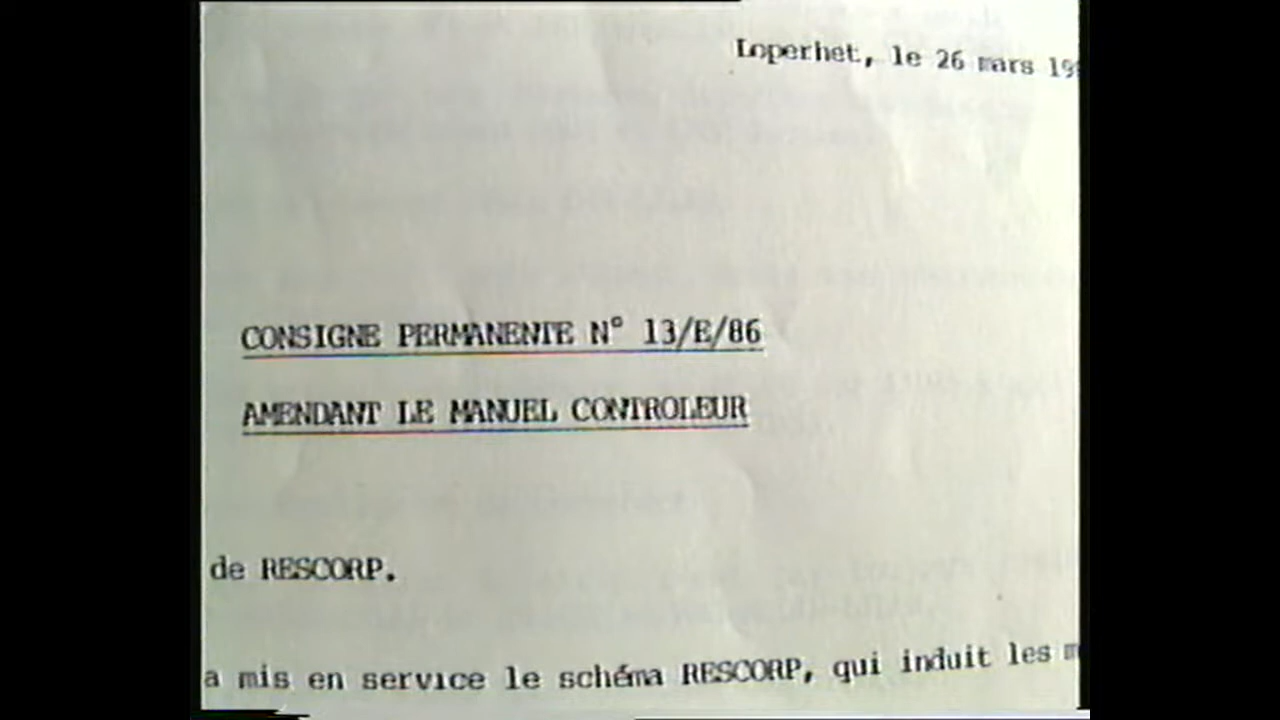 Loperhet, le 26 mars 19
CONSIGNE PERMANENTE N° 13/E/86
AMENDANT LE MANUEL CONTROLEUR
de RESCORP.
a mis en service le schéma RESCORP, qui induit les